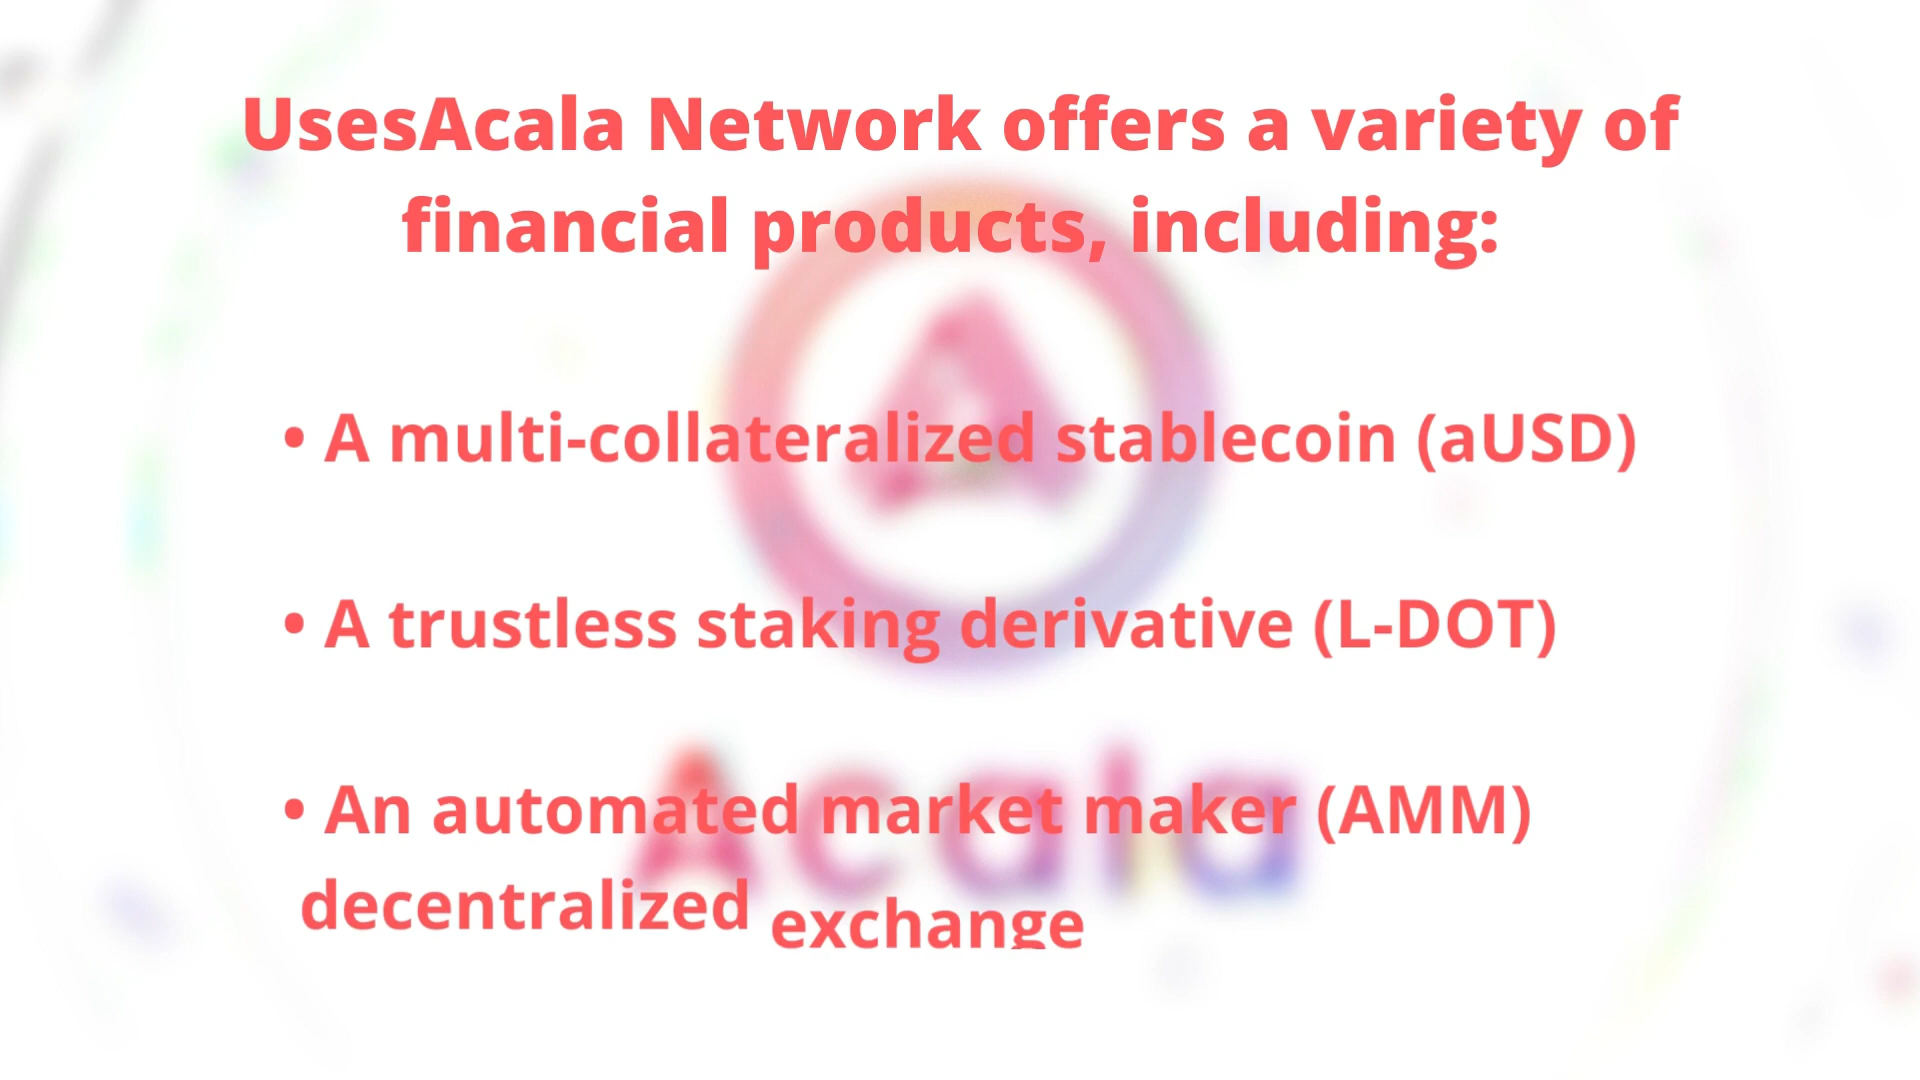 UsesAcala Network offers a variety of
financial products, including:
• A multi-collateralized stablecoin (aUSD)
• A trustless staking derivative (L-DOT)
• An automated market maker (AMM)
decentralized exchange
Acala